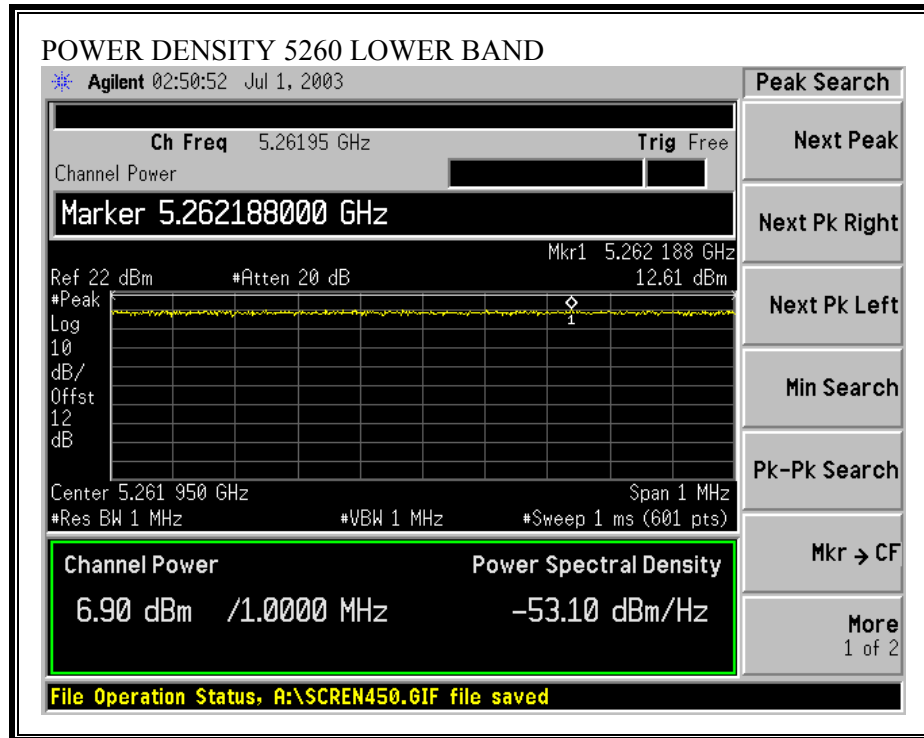 POWER DENSITY 5260 LOWER BAND
Agilent 02:50:52 Jul 1, 2003
Peak Search
Ch Freq 5.26195 GHz Trig Free
Channel Power
Next Peak
Marker 5.262188000 GHz
Next Pk Right
Mkr1 5.262 188 GHz
Ref 22 dBm #Atten 20 dB 12.61 dBm
#Peak
Log
10
dB/
Offst
12
dB
1
Next Pk Left
Min Search
Pk-Pk Search
Center 5.261 950 GHz Span 1 MHz
#Res BW 1 MHz #VBW 1 MHz #Sweep 1 ms (601 pts)
Mkr → CF
Channel Power Power Spectral Density
6.90 dBm /1.0000 MHz -53.10 dBm/Hz
More
1 of 2
File Operation Status, A:\SCREN450.GIF file saved